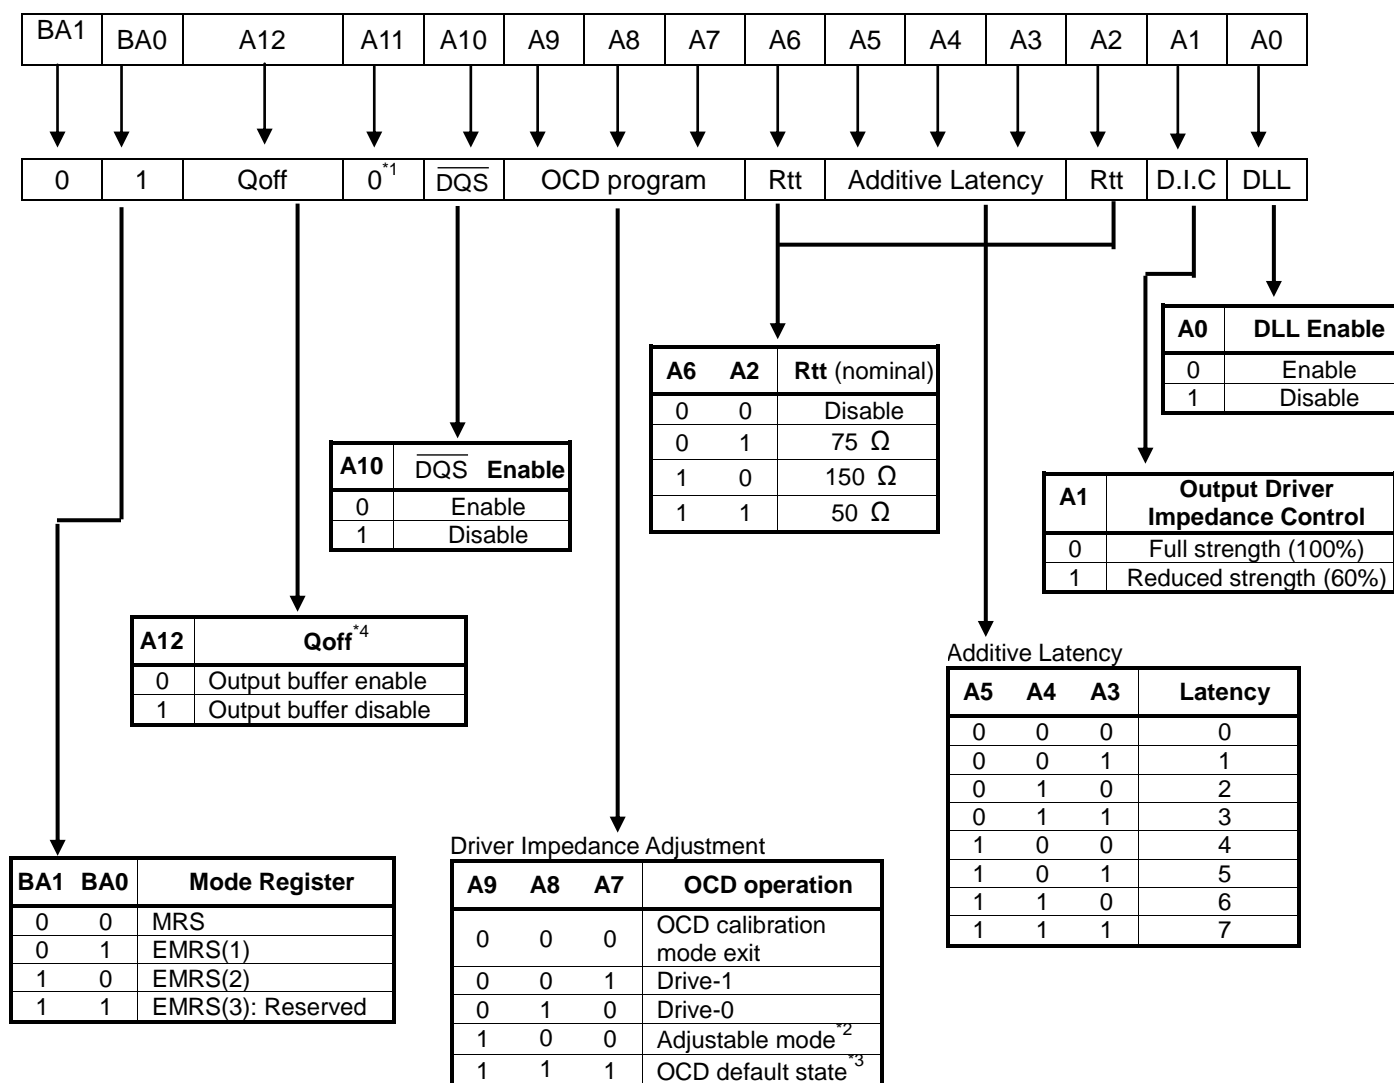 BA1 BA0 A12 A11 A10 A9 A8 A7 A6 A5 A4 A3 A2 A1 A0
0 1 Qoff 0*1 D̅Q̅S̅ OCD program Rtt Additive Latency Rtt D.I.C DLL
A0 DLL Enable
0 Enable
1 Disable
A6 A2 Rtt (nominal)
0 0 Disable
0 1 75 Ω
1 0 150 Ω
1 1 50 Ω
A10 D̅Q̅S̅ Enable
0 Enable
1 Disable
A1 Output Driver
Impedance Control
0 Full strength (100%)
1 Reduced strength (60%)
A12 Qoff*4
0 Output buffer enable
1 Output buffer disable
Additive Latency
A5 A4 A3 Latency
0 0 0 0
0 0 1 1
0 1 0 2
0 1 1 3
1 0 0 4
1 0 1 5
1 1 0 6
1 1 1 7
BA1 BA0 Mode Register
0 0 MRS
0 1 EMRS(1)
1 0 EMRS(2)
1 1 EMRS(3): Reserved
Driver Impedance Adjustment
A9 A8 A7 OCD operation
0 0 0 OCD calibration
mode exit
0 0 1 Drive-1
0 1 0 Drive-0
1 0 0 Adjustable mode*2
1 1 1 OCD default state*3